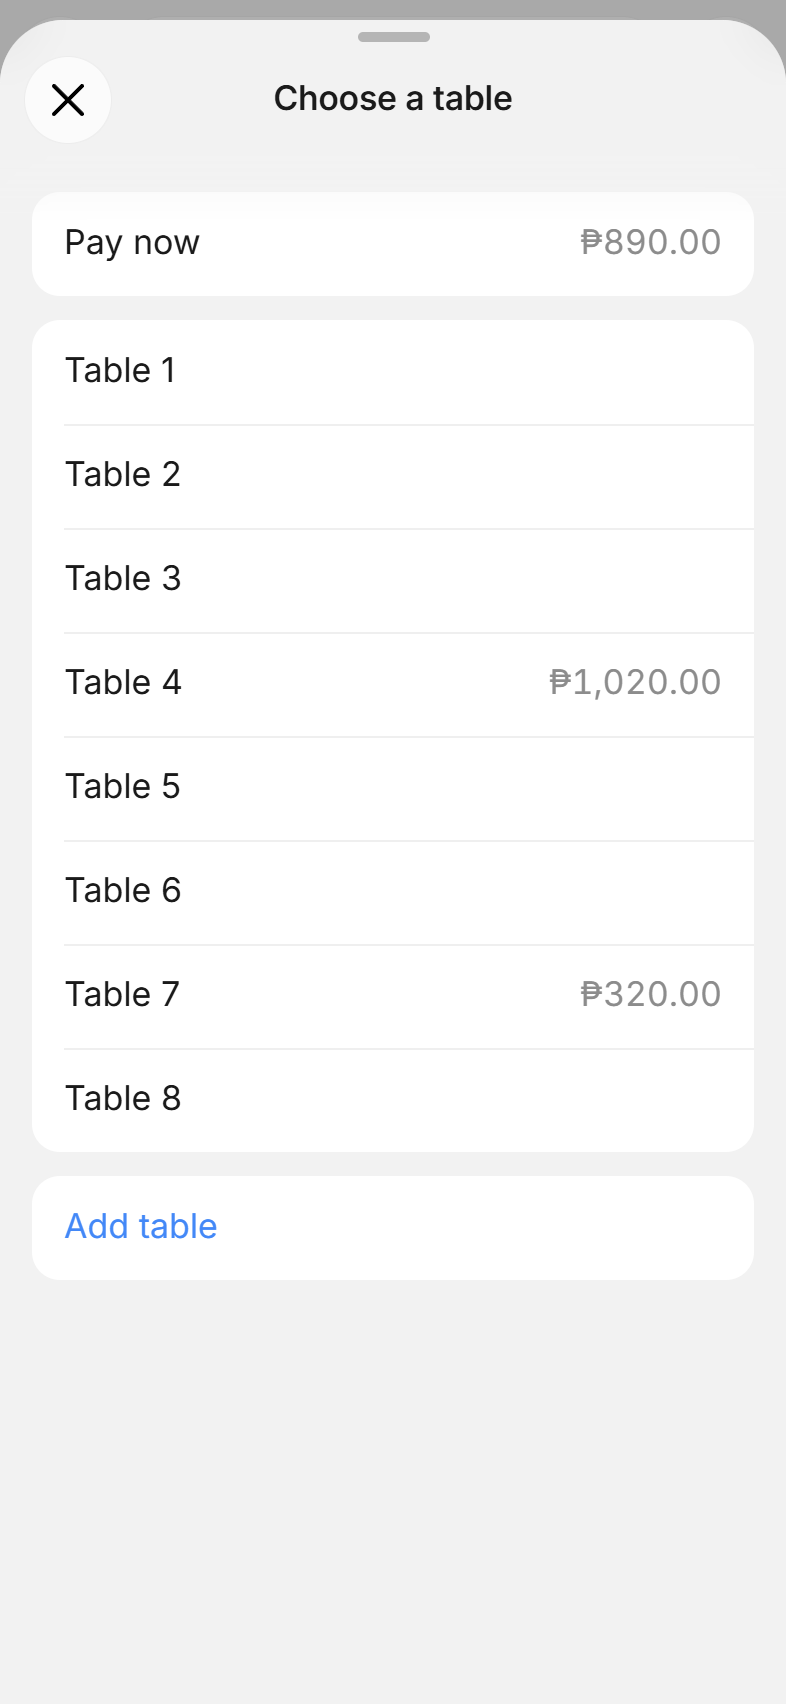 Choose a table
Pay now ₱890.00
Table 1
Table 2
Table 3
Table 4 ₱1,020.00
Table 5
Table 6
Table 7 ₱320.00
Table 8
Add table